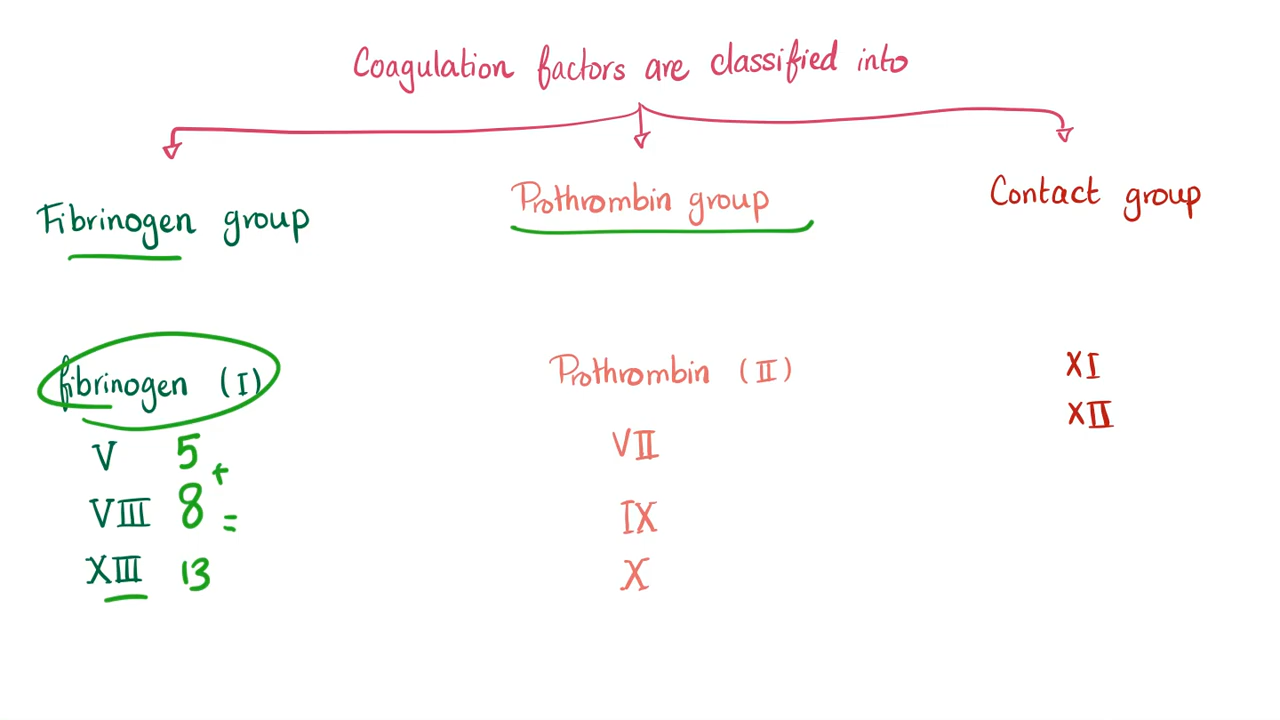 Coagulation factors are classified into
Fibrinogen group
Prothrombin group
Contact group
fibrinogen (I)
V 5 +
VIII 8 =
XIII 13
Prothrombin (II)
VII
IX
X
XI
XII